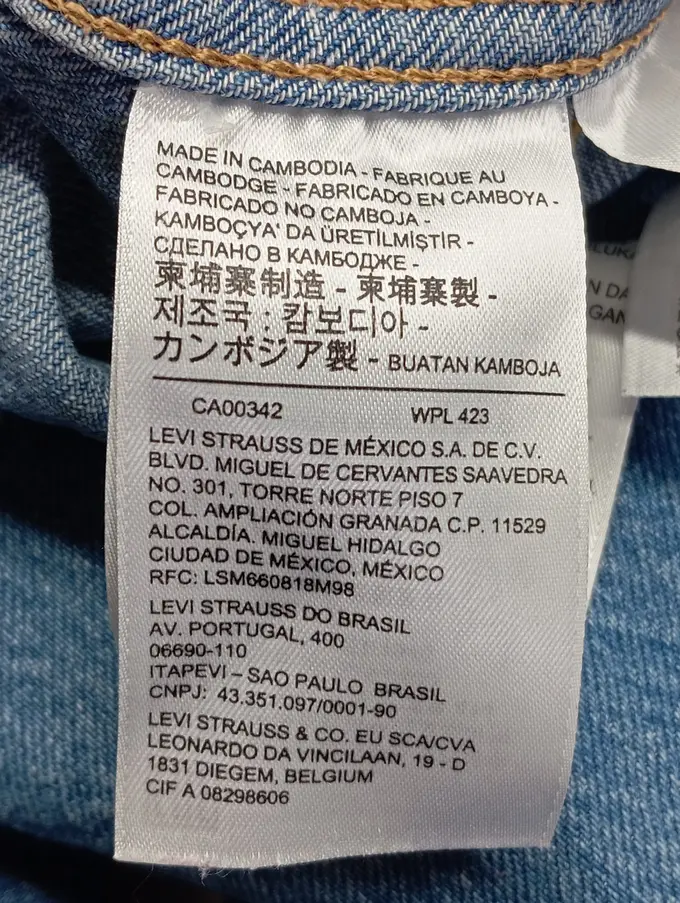 MADE IN CAMBODIA - FABRIQUE AU
CAMBODGE - FABRICADO EN CAMBOYA -
FABRICADO NO CAMBOJA -
KAMBOÇYA' DA ÜRETİLMİŞTİR -
СДЕЛАНО В КАМБОДЖЕ -
柬埔寨制造 - 柬埔寨製 -
제조국 : 캄보디아 -
カンボジア製 - BUATAN KAMBOJA
CA00342 WPL 423
LEVI STRAUSS DE MÉXICO S.A. DE C.V.
BLVD. MIGUEL DE CERVANTES SAAVEDRA
NO. 301, TORRE NORTE PISO 7
COL. AMPLIACIÓN GRANADA C.P. 11529
ALCALDÍA. MIGUEL HIDALGO
CIUDAD DE MÉXICO, MÉXICO
RFC: LSM660818M98
LEVI STRAUSS DO BRASIL
AV. PORTUGAL, 400
06690-110
ITAPEVI – SAO PAULO BRASIL
CNPJ: 43.351.097/0001-90
LEVI STRAUSS & CO. EU SCA/CVA
LEONARDO DA VINCILAAN, 19 - D
1831 DIEGEM, BELGIUM
CIF A 08298606